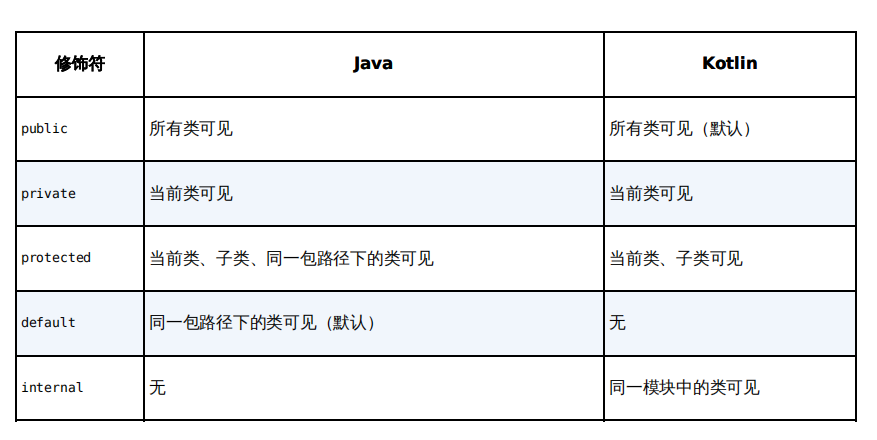 修饰符 Java Kotlin
public 所有类可见 所有类可见（默认）
private 当前类可见 当前类可见
protected 当前类、子类、同一包路径下的类可见 当前类、子类可见
default 同一包路径下的类可见（默认） 无
internal 无 同一模块中的类可见